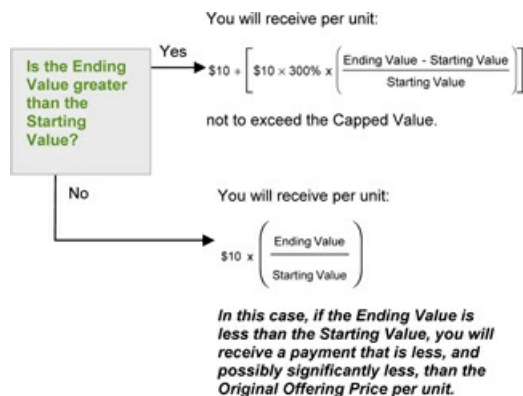 You will receive per unit:
Is the Ending
Value greater
than the
Starting
Value?
Yes
$10 + [ $10 × 300% x ( Ending Value - Starting Value
Starting Value ) ]
not to exceed the Capped Value.
No
You will receive per unit:
$10 x ( Ending Value
Starting Value )
In this case, if the Ending Value is
less than the Starting Value, you will
receive a payment that is less, and
possibly significantly less, than the
Original Offering Price per unit.